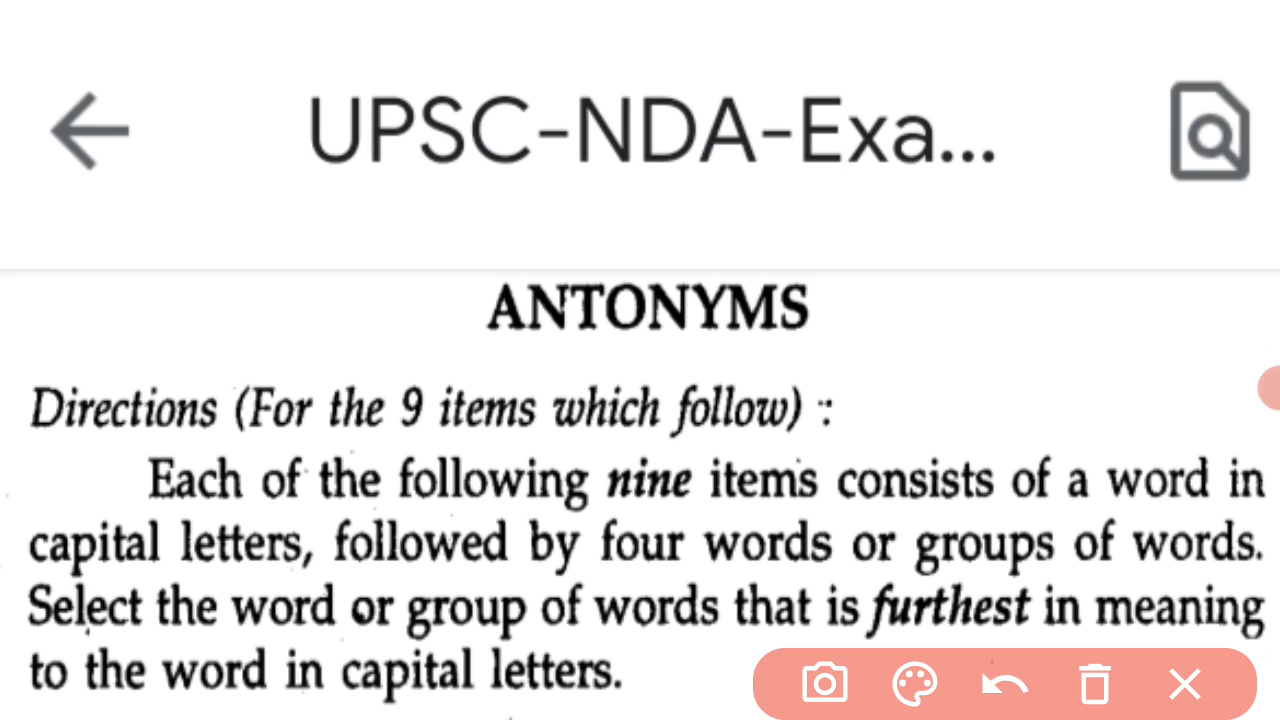 UPSC-NDA-Exa...
ANTONYMS
Directions (For the 9 items which follow) :
Each of the following nine items consists of a word in
capital letters, followed by four words or groups of words.
Select the word or group of words that is furthest in meaning
to the word in capital letters.